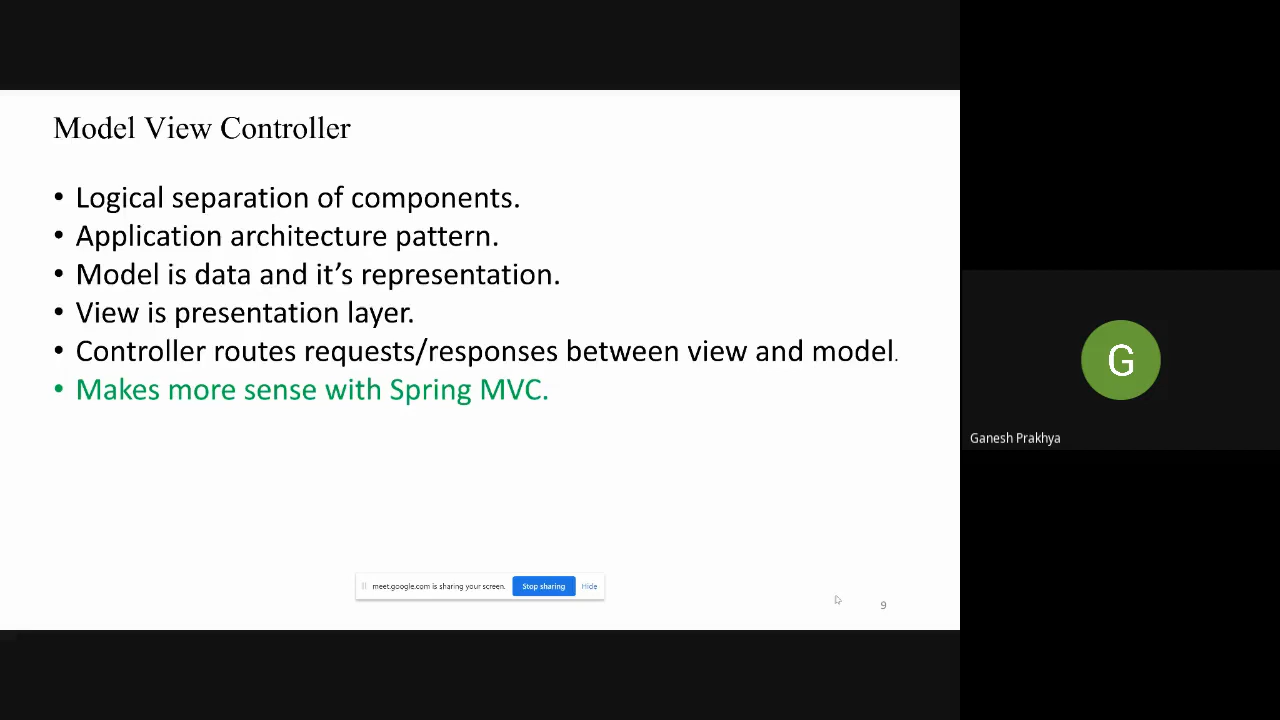 Model View Controller
• Logical separation of components.
• Application architecture pattern.
• Model is data and it’s representation.
• View is presentation layer.
• Controller routes requests/responses between view and model.
• Makes more sense with Spring MVC.
meet.google.com is sharing your screen. Stop sharing Hide
9
G
Ganesh Prakhya